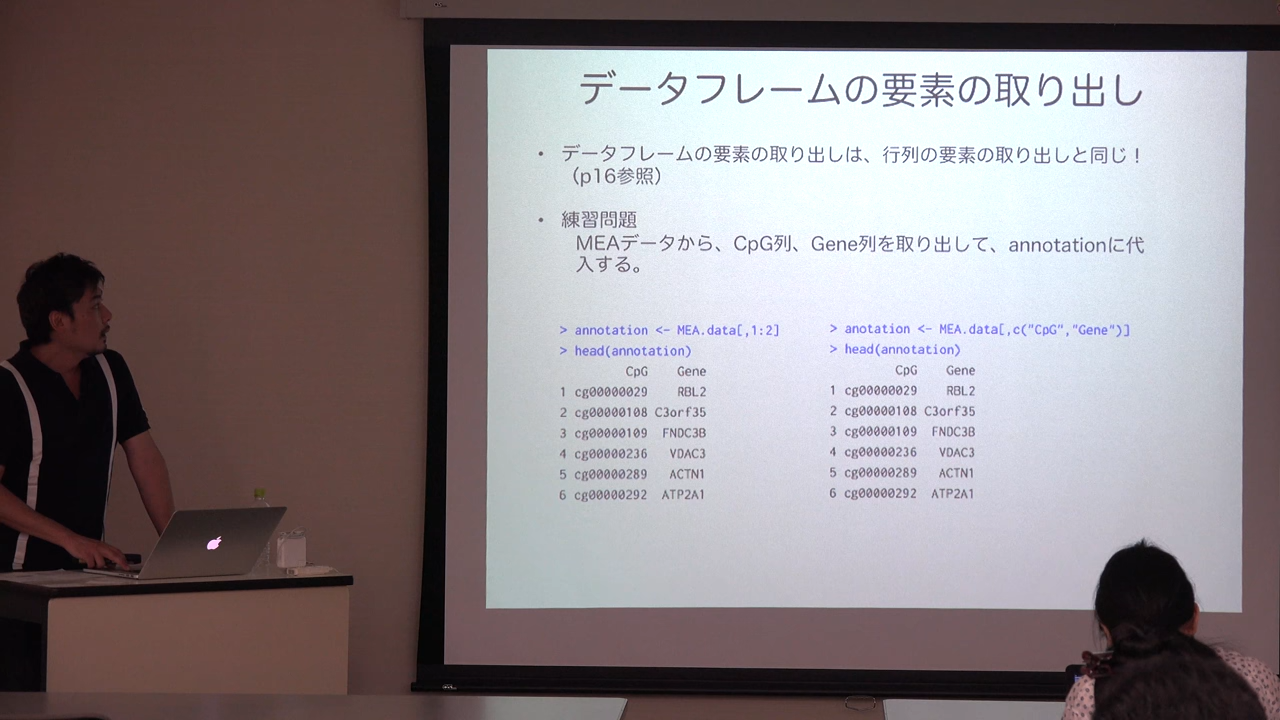 データフレームの要素の取り出し
• データフレームの要素の取り出しは、行列の要素の取り出しと同じ！
（p16参照）
• 練習問題
MEAデータから、CpG列、Gene列を取り出して、annotationに代
入する。
> annotation <- MEA.data[,1:2]
> head(annotation)
CpG Gene
1 cg00000029 RBL2
2 cg00000108 C3orf35
3 cg00000109 FNDC3B
4 cg00000236 VDAC3
5 cg00000289 ACTN1
6 cg00000292 ATP2A1
> anotation <- MEA.data[,c("CpG","Gene")]
> head(annotation)
CpG Gene
1 cg00000029 RBL2
2 cg00000108 C3orf35
3 cg00000109 FNDC3B
4 cg00000236 VDAC3
5 cg00000289 ACTN1
6 cg00000292 ATP2A1